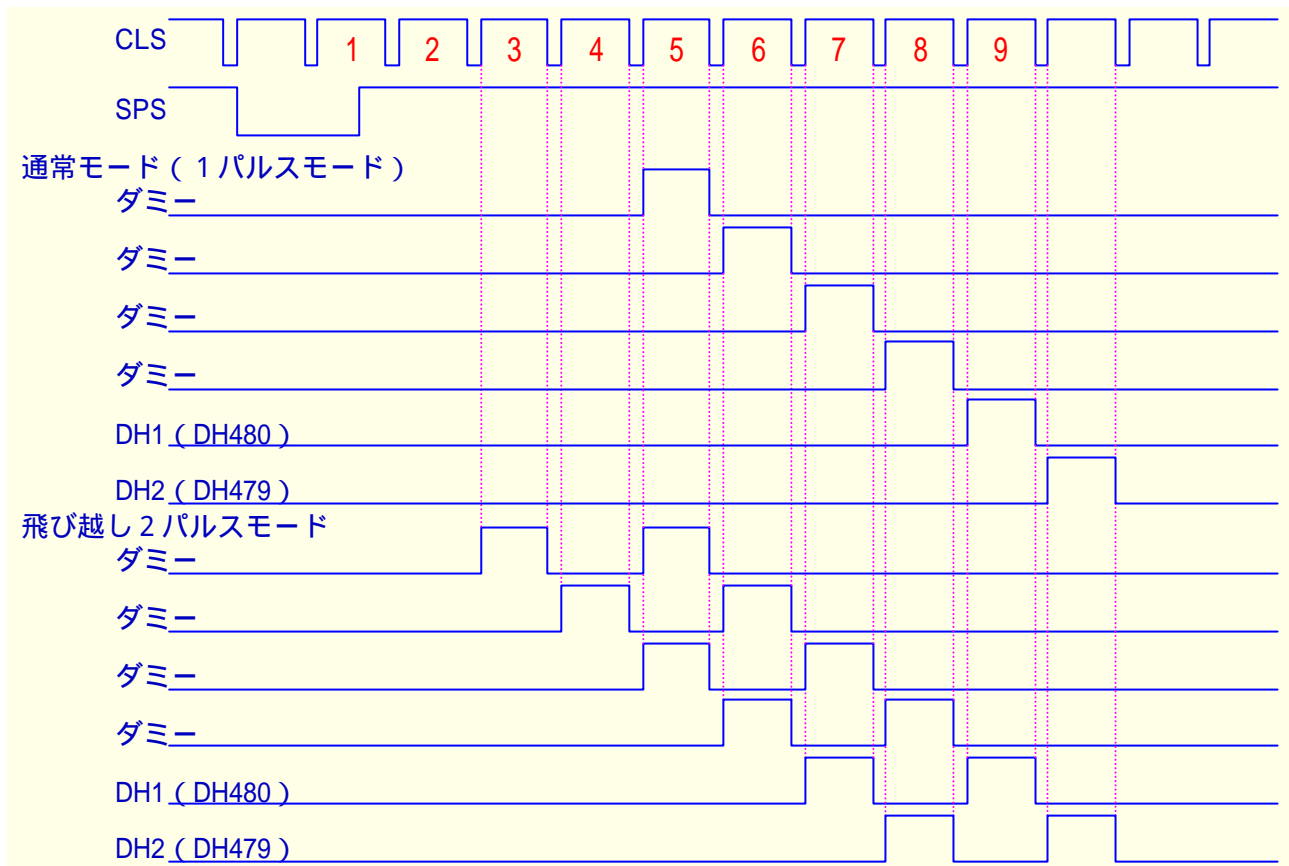 CLS
1 2 3 4 5 6 7 8 9
SPS
通常モード（１パルスモード）
ダミー
ダミー
ダミー
ダミー
DH1（DH480）
DH2（DH479）
飛び越し２パルスモード
ダミー
ダミー
ダミー
ダミー
DH1（DH480）
DH2（DH479）